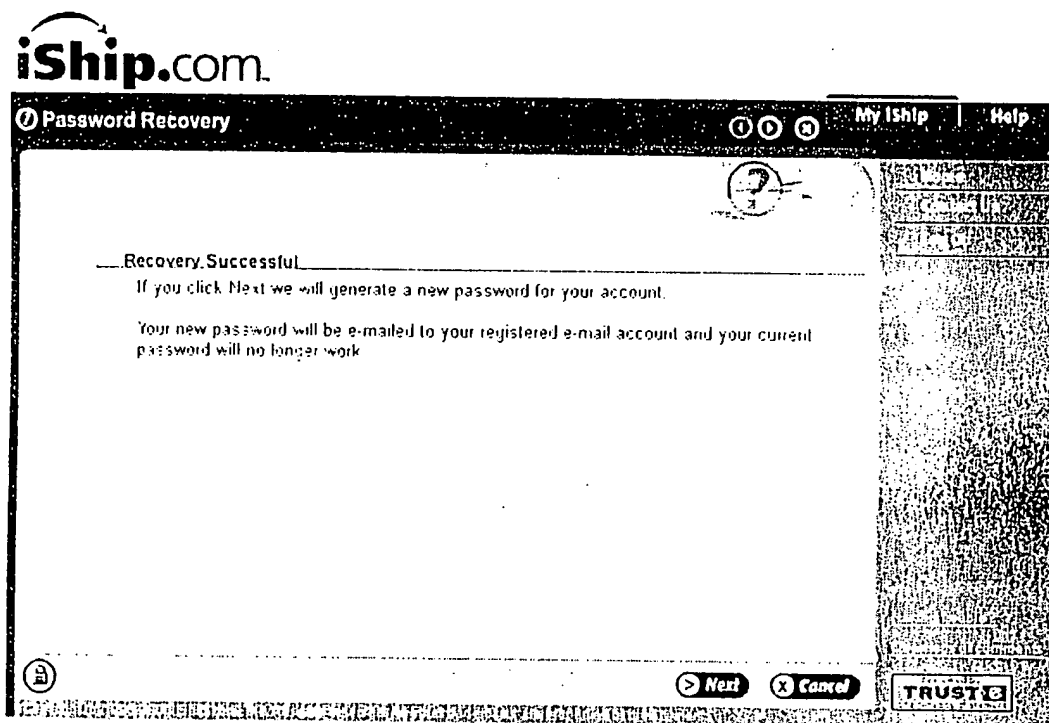 iShip.com
Password Recovery
My iShip
Help
Recovery Successful
If you click Next we will generate a new password for your account.
Your new password will be e-mailed to your registered e-mail account and your current
password will no longer work
Next
Cancel
TRUSTe